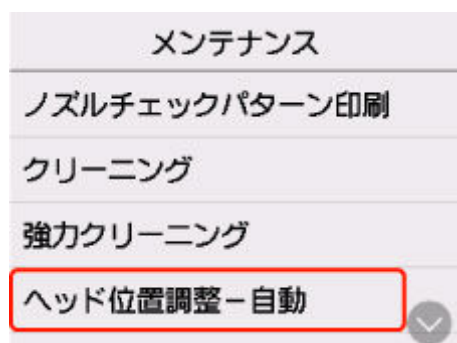 メンテナンス
ノズルチェックパターン印刷
クリーニング
強力クリーニング
ヘッド位置調整－自動